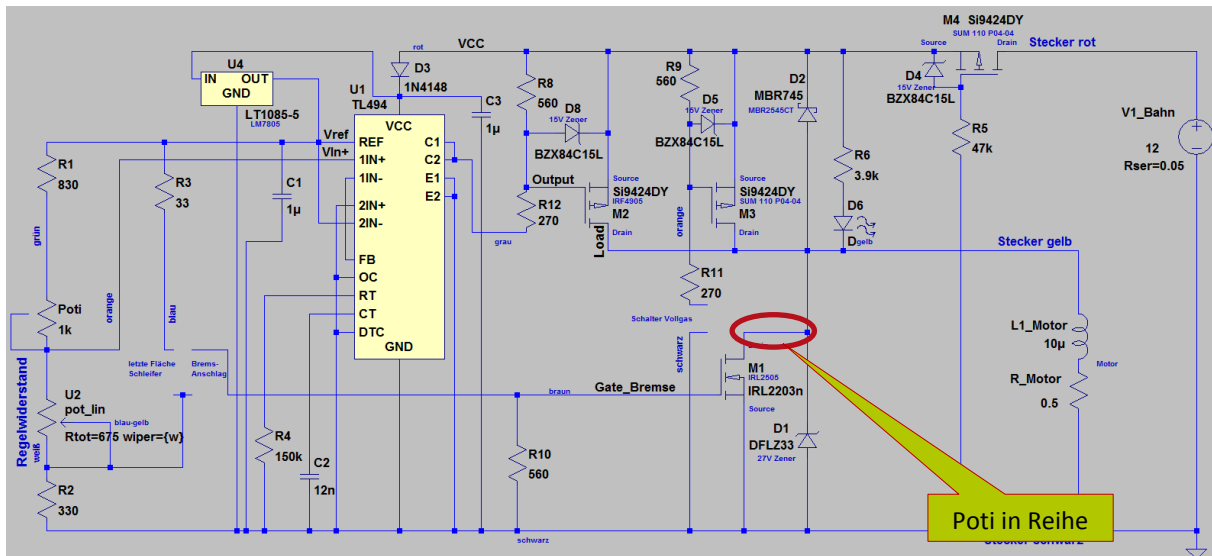 M4 Si9424DY
SUM 110 P04-04
Source
Drain
Stecker rot
rot
VCC
U4
IN OUT
GND
LT1085-5
LM7805
D3
1N4148
U1
TL494
VCC
REF
1IN+
1IN-
2IN+
2IN-
FB
OC
RT
CT
DTC
GND
C1
C2
E1
E2
Vref
VIn+
C3
1µ
R8
560
D8
15V Zener
BZX84C15L
R9
560
D5
15V Zener
BZX84C15L
D2
MBR745
MBR2545CT
D4
15V Zener
BZX84C15L
R5
47k
V1_Bahn
12
Rser=0.05
R1
830
R3
33
C1
1µ
Output
R12
270
grau
Source
Si9424DY
IRF4905
M2
Drain
Load
orange
Source
Si9424DY
SUM 110 P04-04
M3
Drain
R6
3.9k
D6
D
gelb
Stecker gelb
grün
orange
blau
Poti
1k
R11
270
Schalter Vollgas
schwarz
letzte Fläche
Schleifer
Brems-
Anschlag
L1_Motor
10µ
Motor
R_Motor
0.5
Regelwiderstand
weiß
U2
pot_lin
blau-gelb
Rtot=675 wiper={w}
Gate_Bremse
braun
M1
IRL2505
IRL2203n
Source
R4
150k
C2
12n
R10
560
D1
DFLZ33
27V Zener
R2
330
schwarz
Poti in Reihe